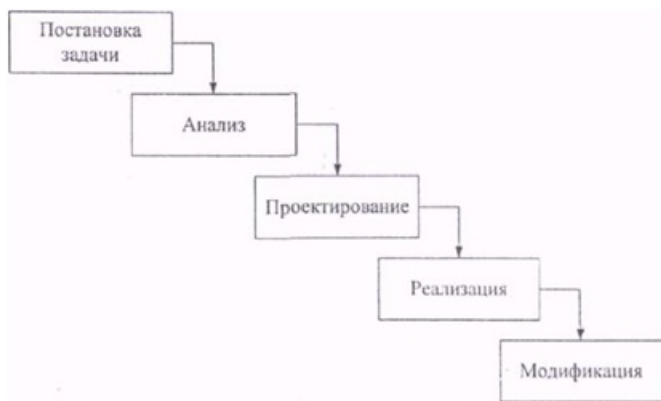 Постановка
задачи
Анализ
Проектирование
Реализация
Модификация